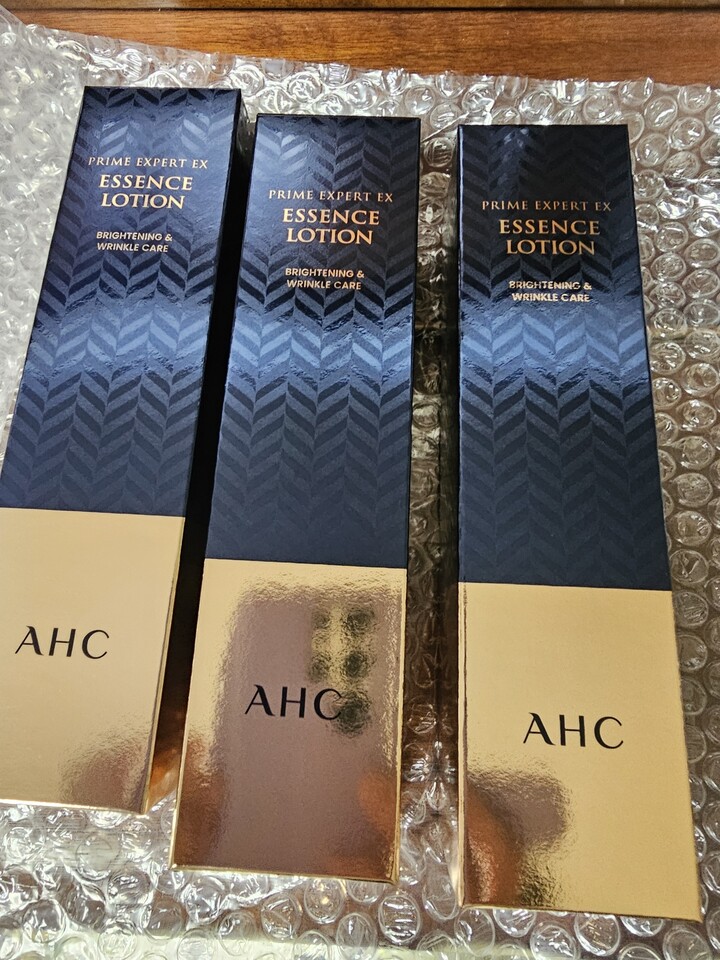 PRIME EXPERT EX
ESSENCE
LOTION
BRIGHTENING &
WRINKLE CARE
AHC
PRIME EXPERT EX
ESSENCE
LOTION
BRIGHTENING &
WRINKLE CARE
AHC
PRIME EXPERT EX
ESSENCE
LOTION
BRIGHTENING &
WRINKLE CARE
AHC